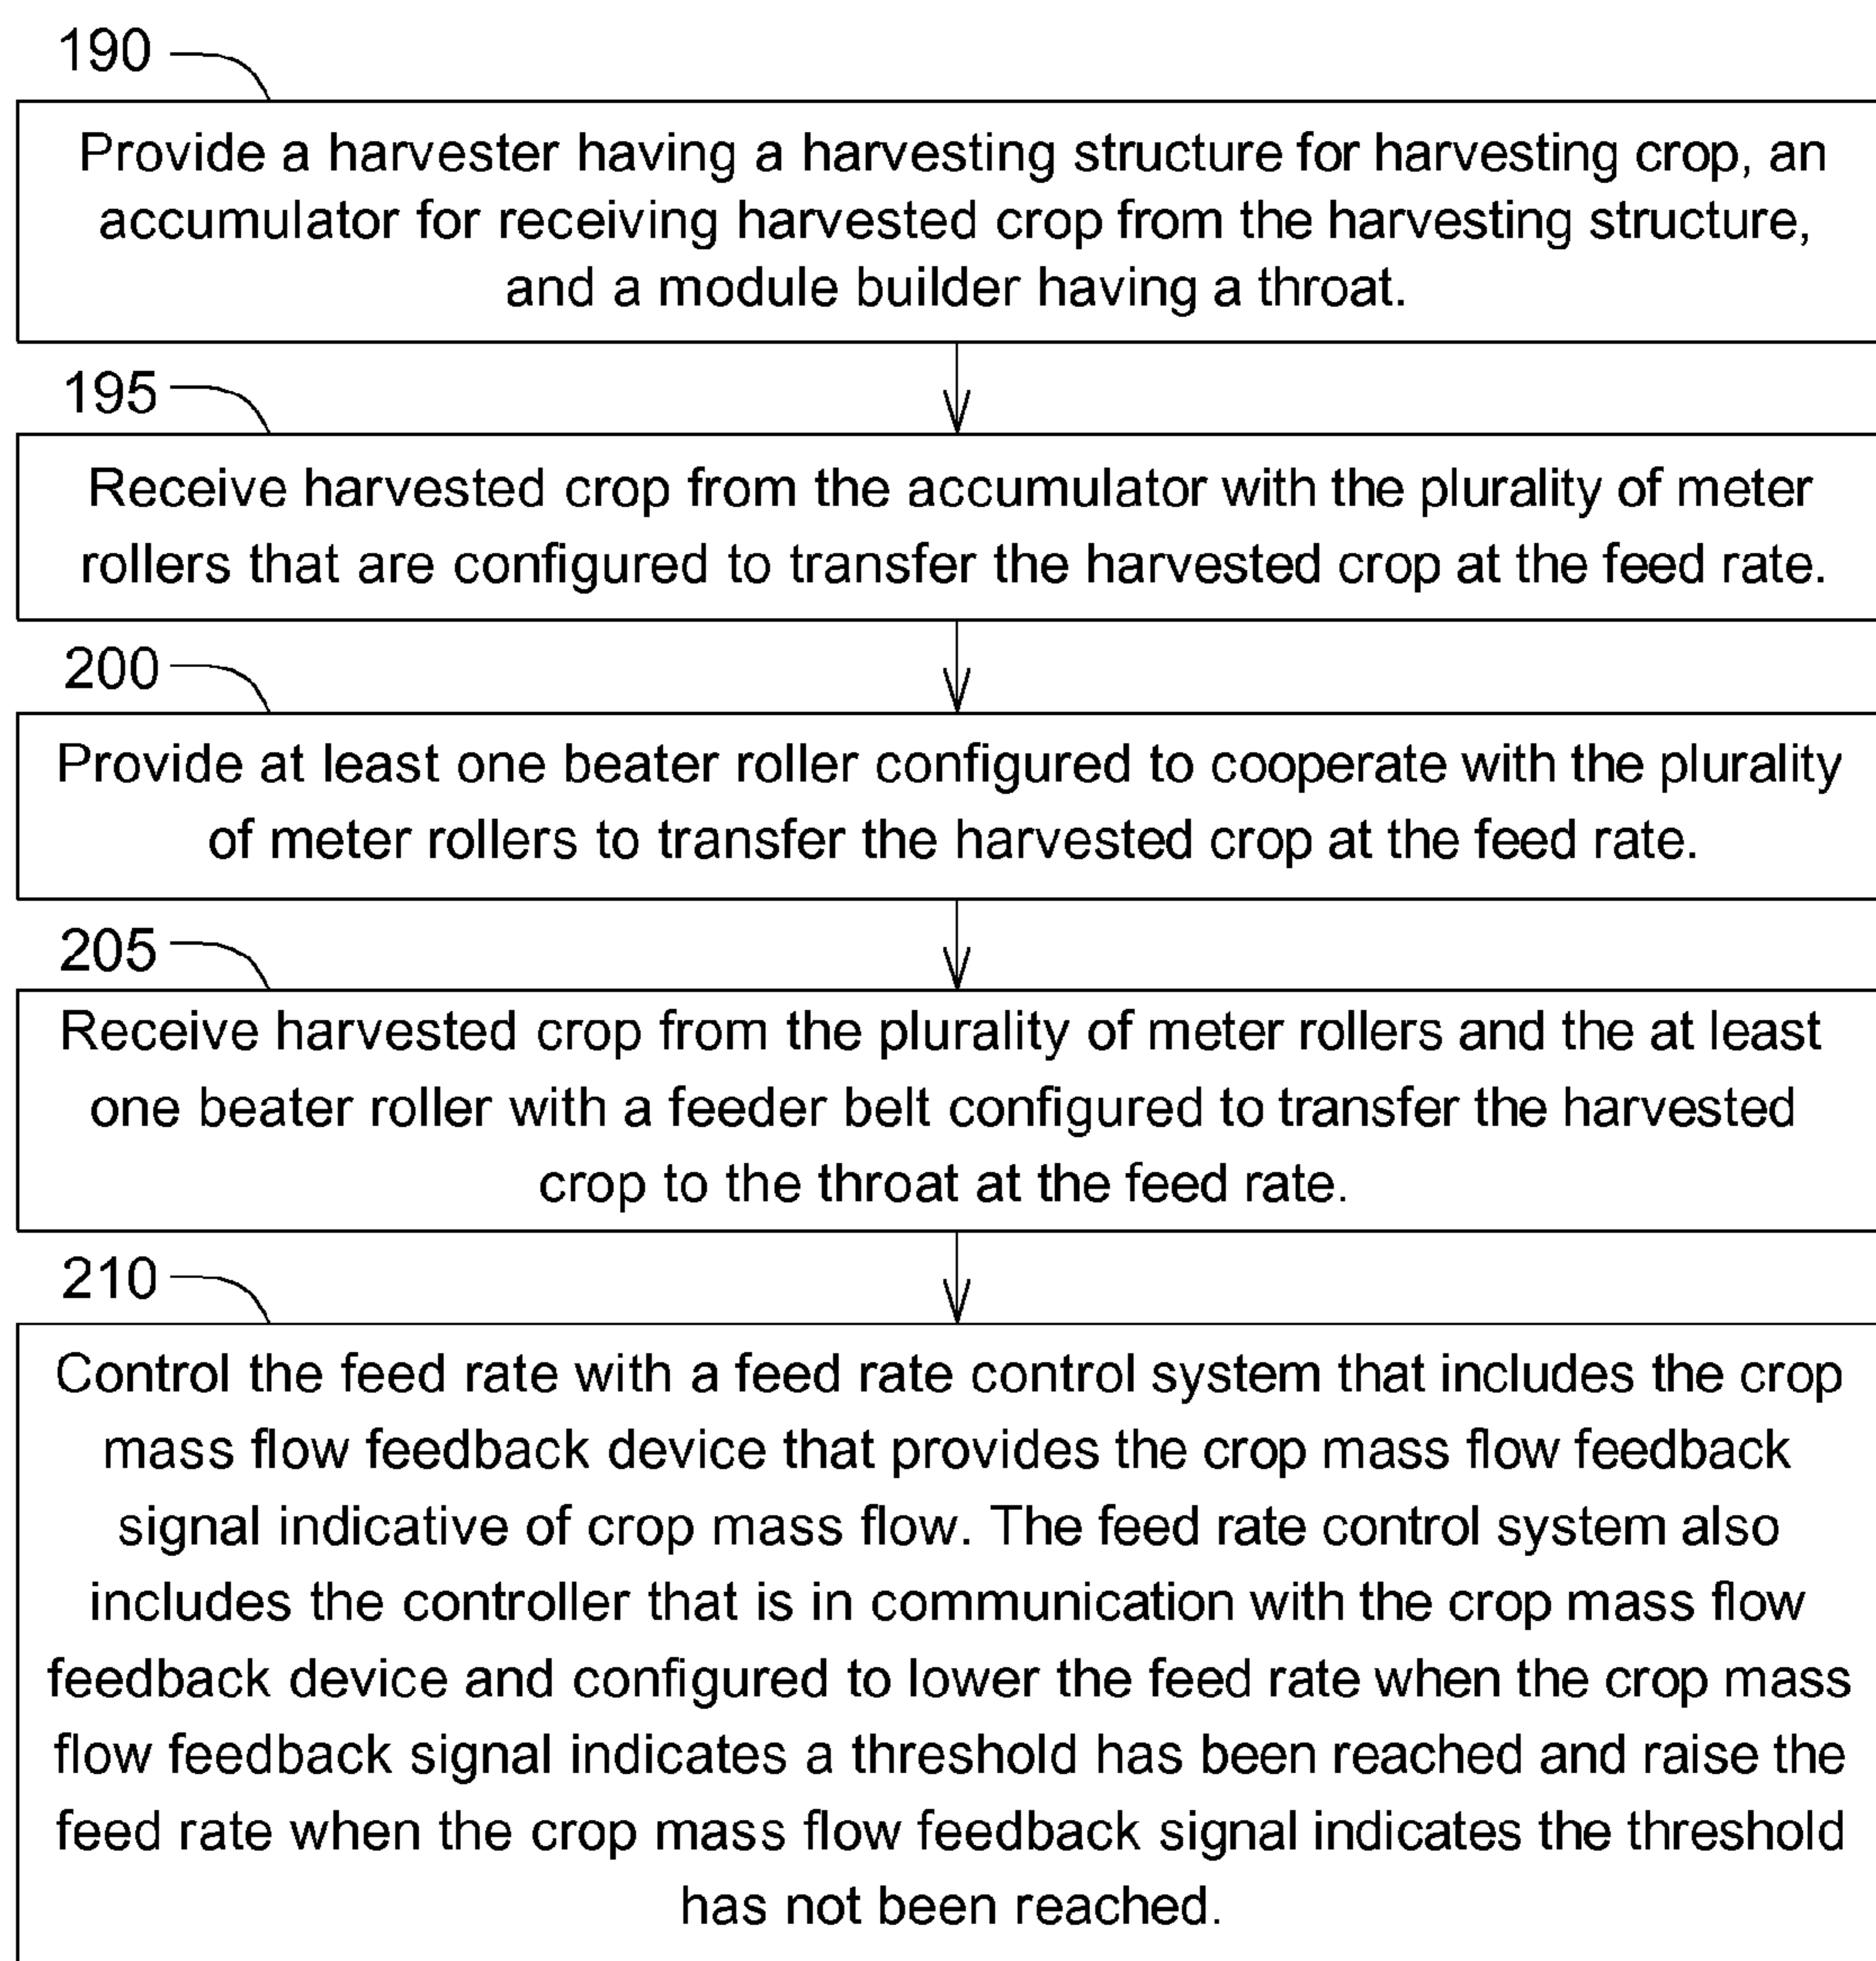 190
Provide a harvester having a harvesting structure for harvesting crop, an
accumulator for receiving harvested crop from the harvesting structure,
and a module builder having a throat.
195
Receive harvested crop from the accumulator with the plurality of meter
rollers that are configured to transfer the harvested crop at the feed rate.
200
Provide at least one beater roller configured to cooperate with the plurality
of meter rollers to transfer the harvested crop at the feed rate.
205
Receive harvested crop from the plurality of meter rollers and the at least
one beater roller with a feeder belt configured to transfer the harvested
crop to the throat at the feed rate.
210
Control the feed rate with a feed rate control system that includes the crop
mass flow feedback device that provides the crop mass flow feedback
signal indicative of crop mass flow. The feed rate control system also
includes the controller that is in communication with the crop mass flow
feedback device and configured to lower the feed rate when the crop mass
flow feedback signal indicates a threshold has been reached and raise the
feed rate when the crop mass flow feedback signal indicates the threshold
has not been reached.